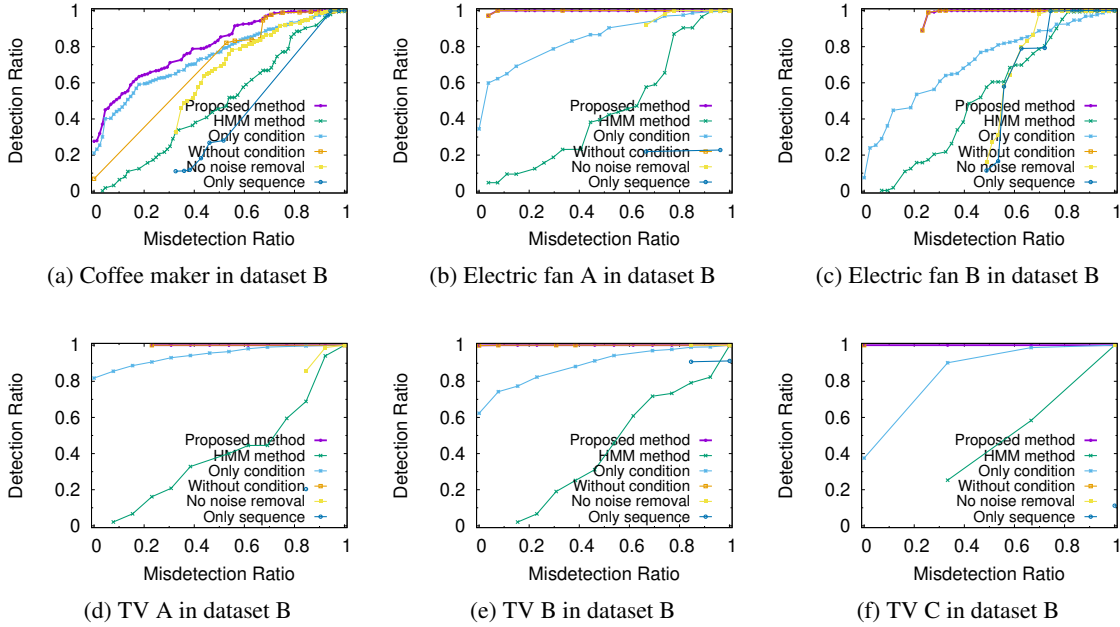 Detection Ratio
1
0.8
0.6
0.4
0.2
0
Proposed method
HMM method
Only condition
Without condition
No noise removal
Only sequence
0 0.2 0.4 0.6 0.8 1
Misdetection Ratio
(a) Coffee maker in dataset B
Detection Ratio
1
0.8
0.6
0.4
0.2
0
Proposed method
HMM method
Only condition
Without condition
No noise removal
Only sequence
0 0.2 0.4 0.6 0.8 1
Misdetection Ratio
(b) Electric fan A in dataset B
Detection Ratio
1
0.8
0.6
0.4
0.2
0
Proposed method
HMM method
Only condition
Without condition
No noise removal
Only sequence
0 0.2 0.4 0.6 0.8 1
Misdetection Ratio
(c) Electric fan B in dataset B
Detection Ratio
1
0.8
0.6
0.4
0.2
0
Proposed method
HMM method
Only condition
Without condition
No noise removal
Only sequence
0 0.2 0.4 0.6 0.8 1
Misdetection Ratio
(d) TV A in dataset B
Detection Ratio
1
0.8
0.6
0.4
0.2
0
Proposed method
HMM method
Only condition
Without condition
No noise removal
Only sequence
0 0.2 0.4 0.6 0.8 1
Misdetection Ratio
(e) TV B in dataset B
Detection Ratio
1
0.8
0.6
0.4
0.2
0
Proposed method
HMM method
Only condition
Without condition
No noise removal
Only sequence
0 0.2 0.4 0.6 0.8 1
Misdetection Ratio
(f) TV C in dataset B